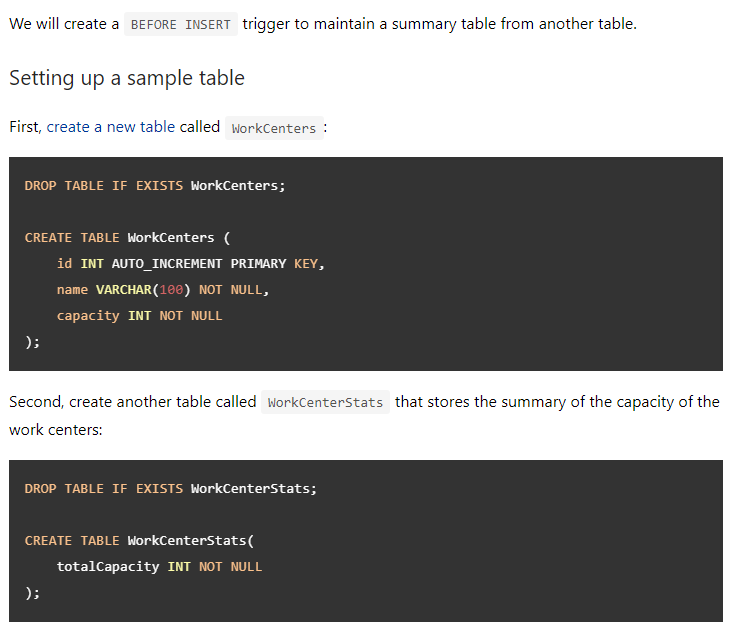 We will create a BEFORE INSERT trigger to maintain a summary table from another table.
Setting up a sample table
First, create a new table called WorkCenters :
DROP TABLE IF EXISTS WorkCenters;
CREATE TABLE WorkCenters (
    id INT AUTO_INCREMENT PRIMARY KEY,
    name VARCHAR(100) NOT NULL,
    capacity INT NOT NULL
);
Second, create another table called WorkCenterStats that stores the summary of the capacity of the
work centers:
DROP TABLE IF EXISTS WorkCenterStats;
CREATE TABLE WorkCenterStats(
    totalCapacity INT NOT NULL
);